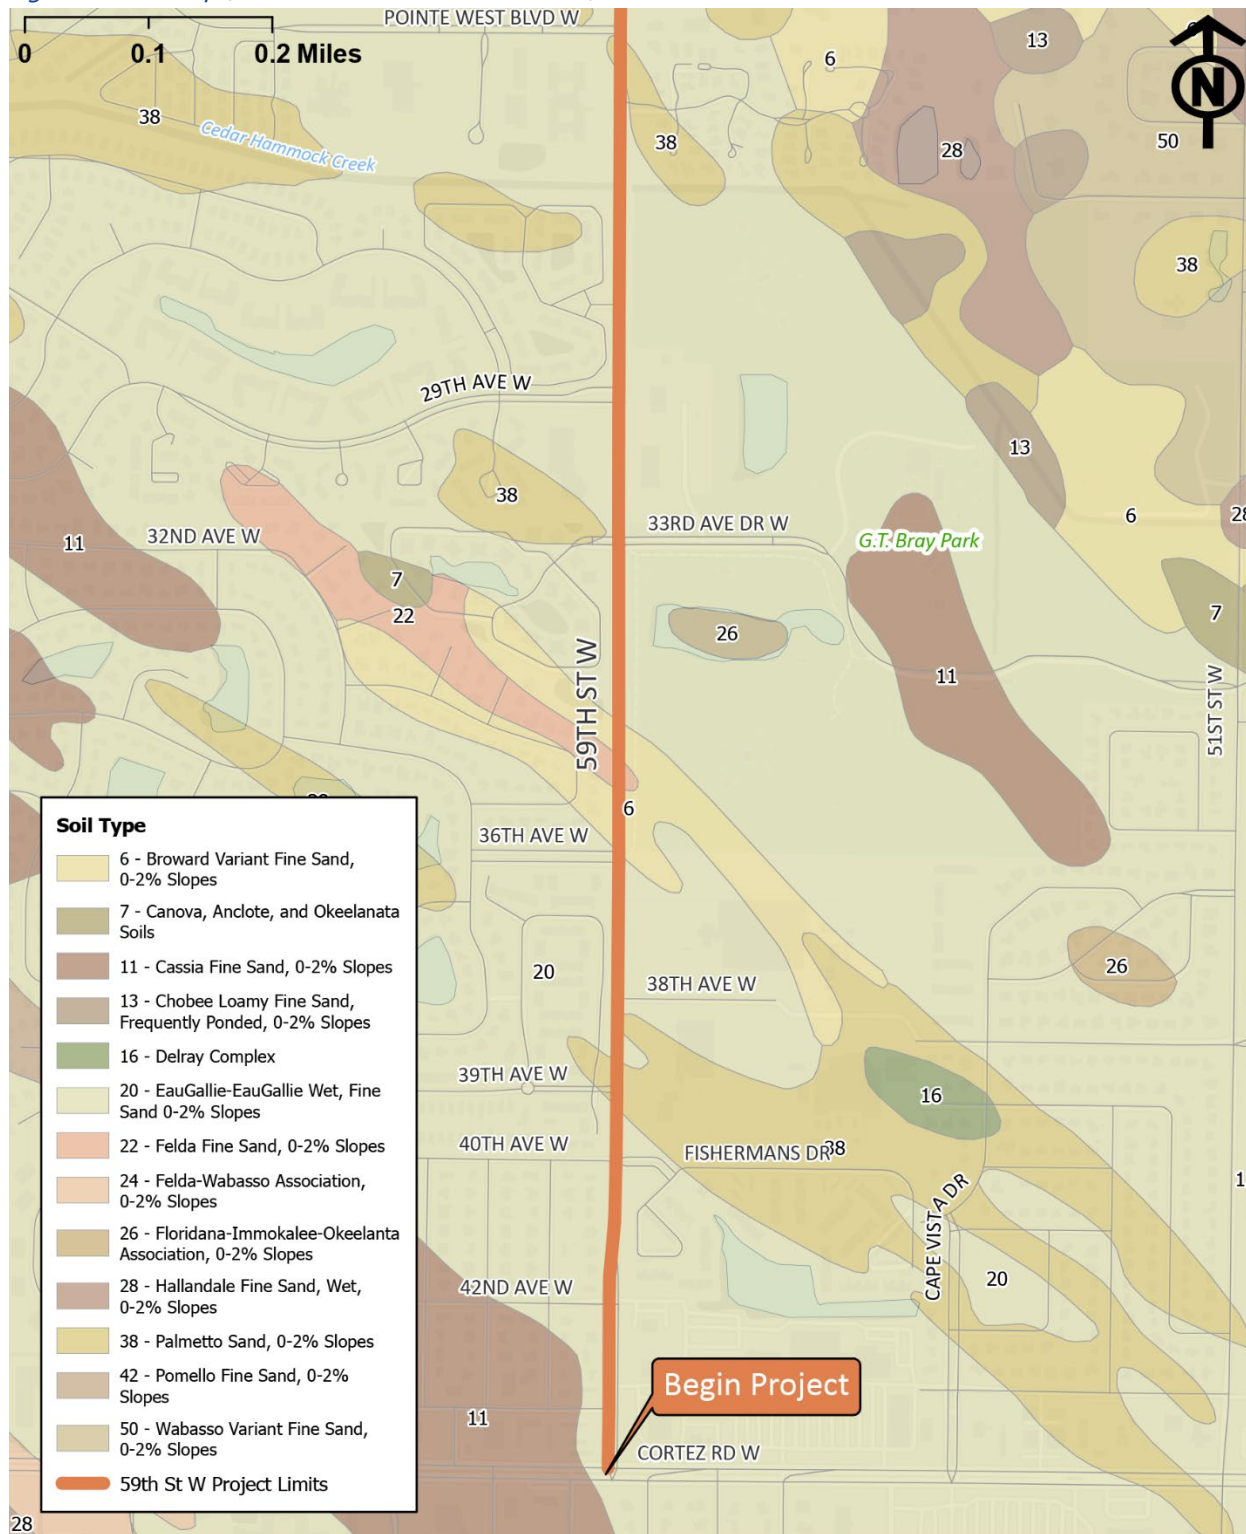 POINTE WEST BLVD W
0 0.1 0.2 Miles
N
13
6
38
Cedar Hammock Creek
38
28
50
38
29TH AVE W
13
38
28
33RD AVE DR W
6
32ND AVE W
11
G.T. Bray Park
7
22
7
26
59TH ST W
11
51ST ST W
6
36TH AVE W
20
38TH AVE W
26
39TH AVE W
16
40TH AVE W
FISHERMANS DR
38
CAPE VISTA DR
1
20
42ND AVE W
Begin Project
11
CORTEZ RD W
Soil Type
6 - Broward Variant Fine Sand,
0-2% Slopes
7 - Canova, Anclote, and Okeelanata
Soils
11 - Cassia Fine Sand, 0-2% Slopes
13 - Chobee Loamy Fine Sand,
Frequently Ponded, 0-2% Slopes
16 - Delray Complex
20 - EauGallie-EauGallie Wet, Fine
Sand 0-2% Slopes
22 - Felda Fine Sand, 0-2% Slopes
24 - Felda-Wabasso Association,
0-2% Slopes
26 - Floridana-Immokalee-Okeelanta
Association, 0-2% Slopes
28 - Hallandale Fine Sand, Wet,
0-2% Slopes
38 - Palmetto Sand, 0-2% Slopes
42 - Pomello Fine Sand, 0-2%
Slopes
50 - Wabasso Variant Fine Sand,
0-2% Slopes
59th St W Project Limits
28